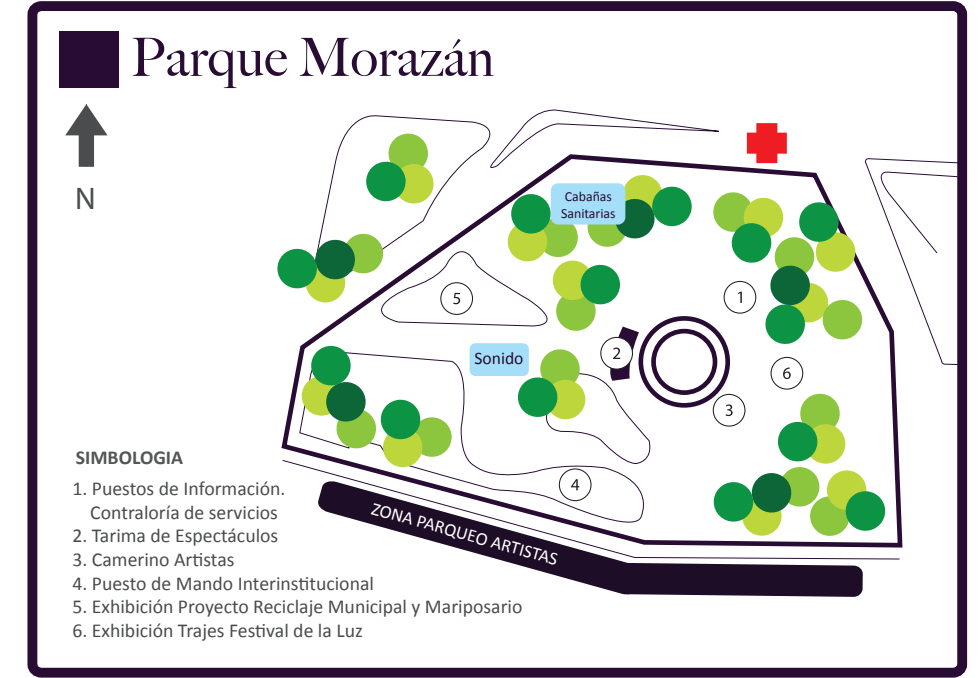 Parque Morazán
N
Cabañas
Sanitarias
1
5
2
Sonido
6
3
4
ZONA PARQUEO ARTISTAS
SIMBOLOGIA
1. Puestos de Información.
Contraloría de servicios
2. Tarima de Espectáculos
3. Camerino Artistas
4. Puesto de Mando Interinstitucional
5. Exhibición Proyecto Reciclaje Municipal y Mariposario
6. Exhibición Trajes Festival de la Luz